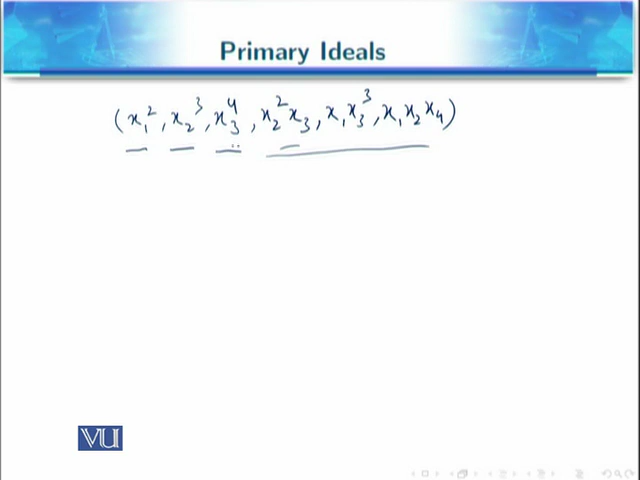 Primary Ideals
(x₁², x₂³, x₃⁴, x₂²x₃, x₁x₃³, x₁x₂x₄)
VU